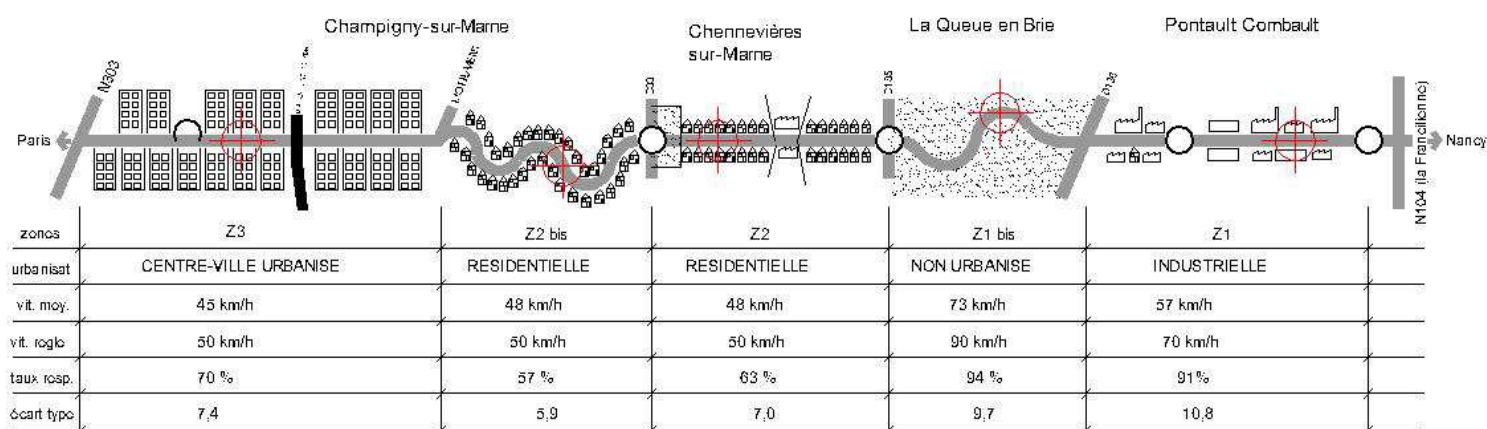 Champigny-sur-Marne
Chennevières
sur-Marne
La Queue en Brie
Pontault Combault
N303
Paris
Nancy
N104 (la Francilienne)
zones Z3 Z2 bis Z2 Z1 bis Z1
urbanisat CENTRE-VILLE URBANISE RESIDENTIELLE RESIDENTIELLE NON URBANISE INDUSTRIELLE
vit. moy. 45 km/h 48 km/h 48 km/h 73 km/h 57 km/h
vit. regle 50 km/h 50 km/h 50 km/h 90 km/h 70 km/h
taux resp. 70 % 57 % 63 % 94 % 91%
écart type 7,4 5,9 7,0 9,7 10,8